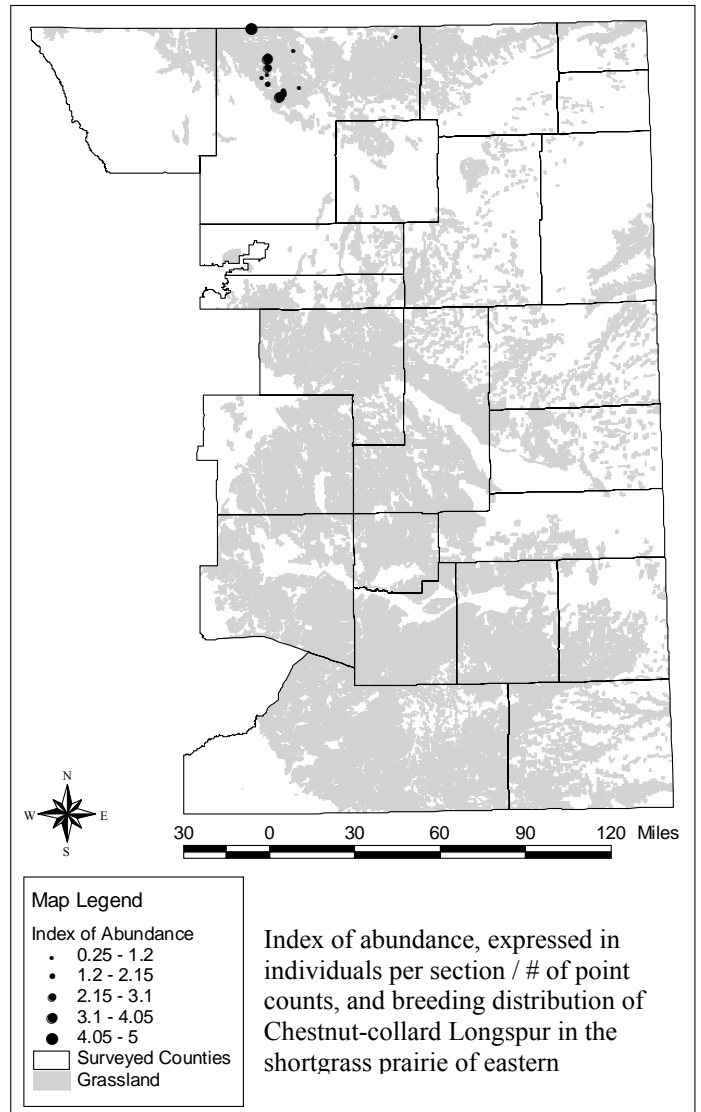 N
W E
S
30 0 30 60 90 120 Miles
Map Legend
Index of Abundance
0.25 - 1.2
1.2 - 2.15
2.15 - 3.1
3.1 - 4.05
4.05 - 5
Surveyed Counties
Grassland
Index of abundance, expressed in
individuals per section / # of point
counts, and breeding distribution of
Chestnut-collard Longspur in the
shortgrass prairie of eastern